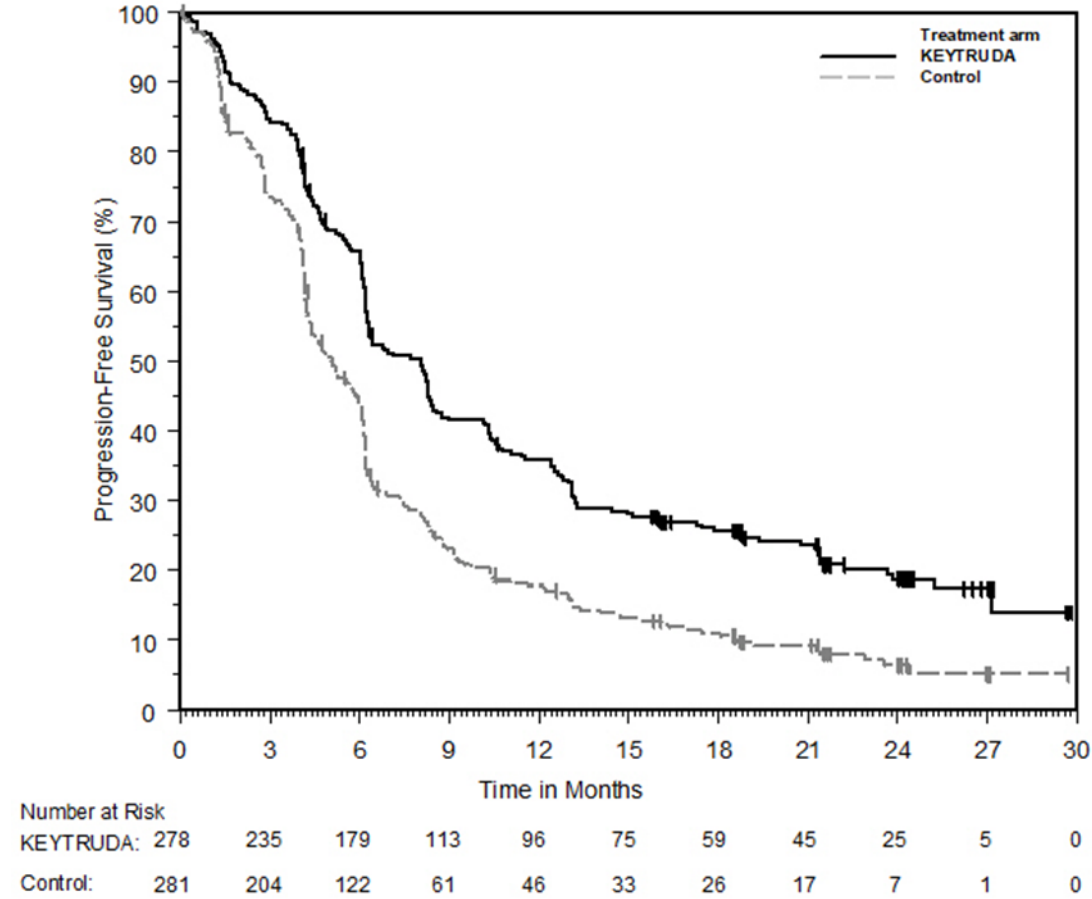 Treatment arm
KEYTRUDA
Control
Progression-Free Survival (%)
100
90
80
70
60
50
40
30
20
10
0
0 3 6 9 12 15 18 21 24 27 30
Time in Months
Number at Risk
KEYTRUDA: 278 235 179 113 96 75 59 45 25 5 0
Control: 281 204 122 61 46 33 26 17 7 1 0